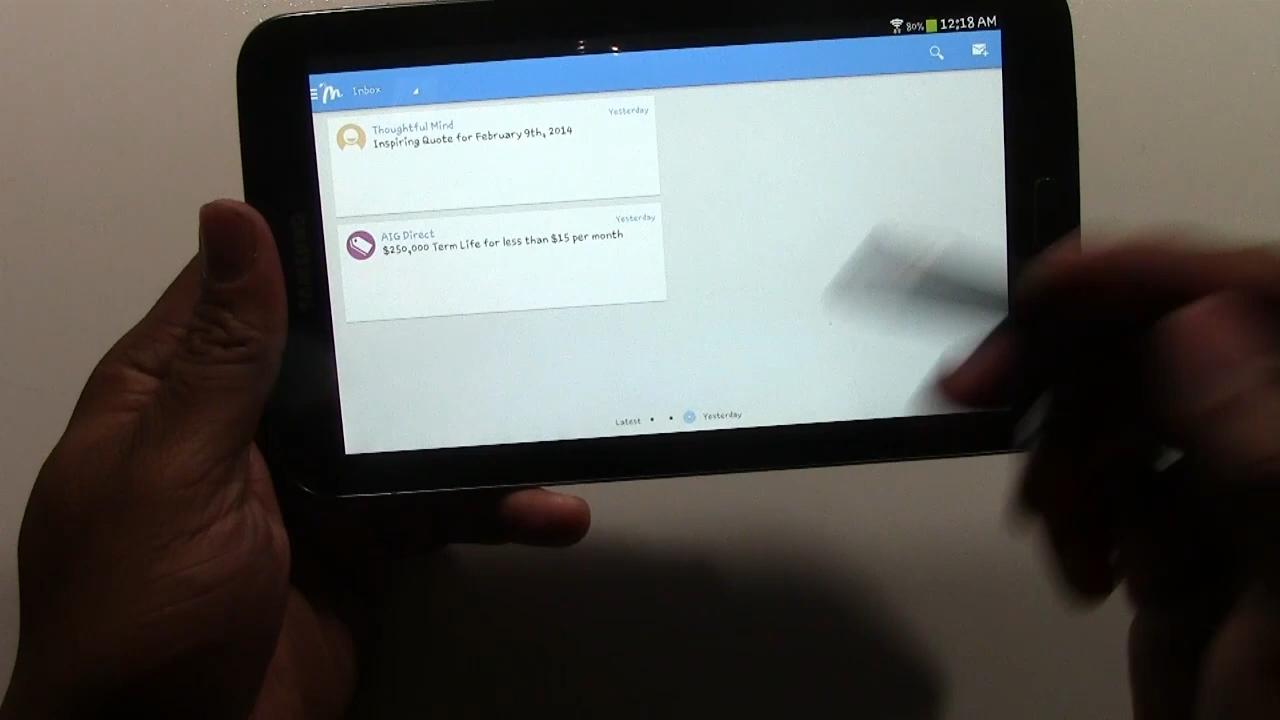 80% 12:18 AM
m Inbox
Yesterday
Thoughtful Mind
Inspiring Quote for February 9th, 2014
Yesterday
AIG Direct
$250,000 Term Life for less than $15 per month
Latest Yesterday
SAMSUNG